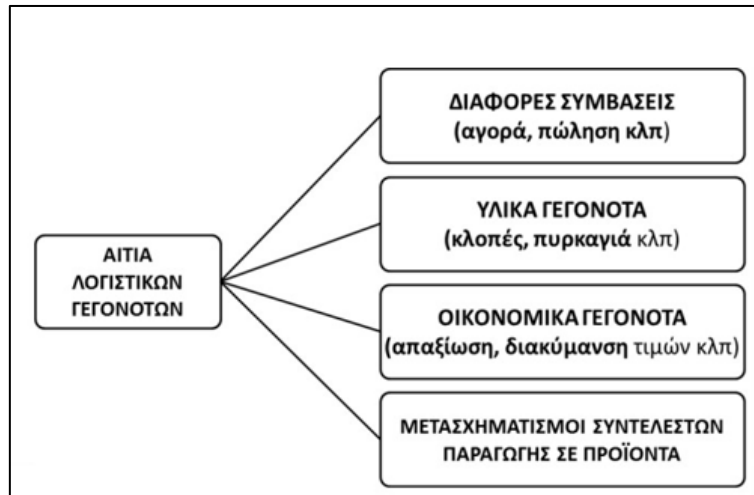 ΔΙΑΦΟΡΕΣ ΣΥΜΒΑΣΕΙΣ
(αγορά, πώληση κλπ)
ΥΛΙΚΑ ΓΕΓΟΝΟΤΑ
(κλοπές, πυρκαγιά κλπ)
ΑΙΤΙΑ
ΛΟΓΙΣΤΙΚΩΝ
ΓΕΓΟΝΟΤΩΝ
ΟΙΚΟΝΟΜΙΚΑ ΓΕΓΟΝΟΤΑ
(απαξίωση, διακύμανση τιμών κλπ)
ΜΕΤΑΣΧΗΜΑΤΙΣΜΟΙ ΣΥΝΤΕΛΕΣΤΩΝ
ΠΑΡΑΓΩΓΗΣ ΣΕ ΠΡΟΪΟΝΤΑ